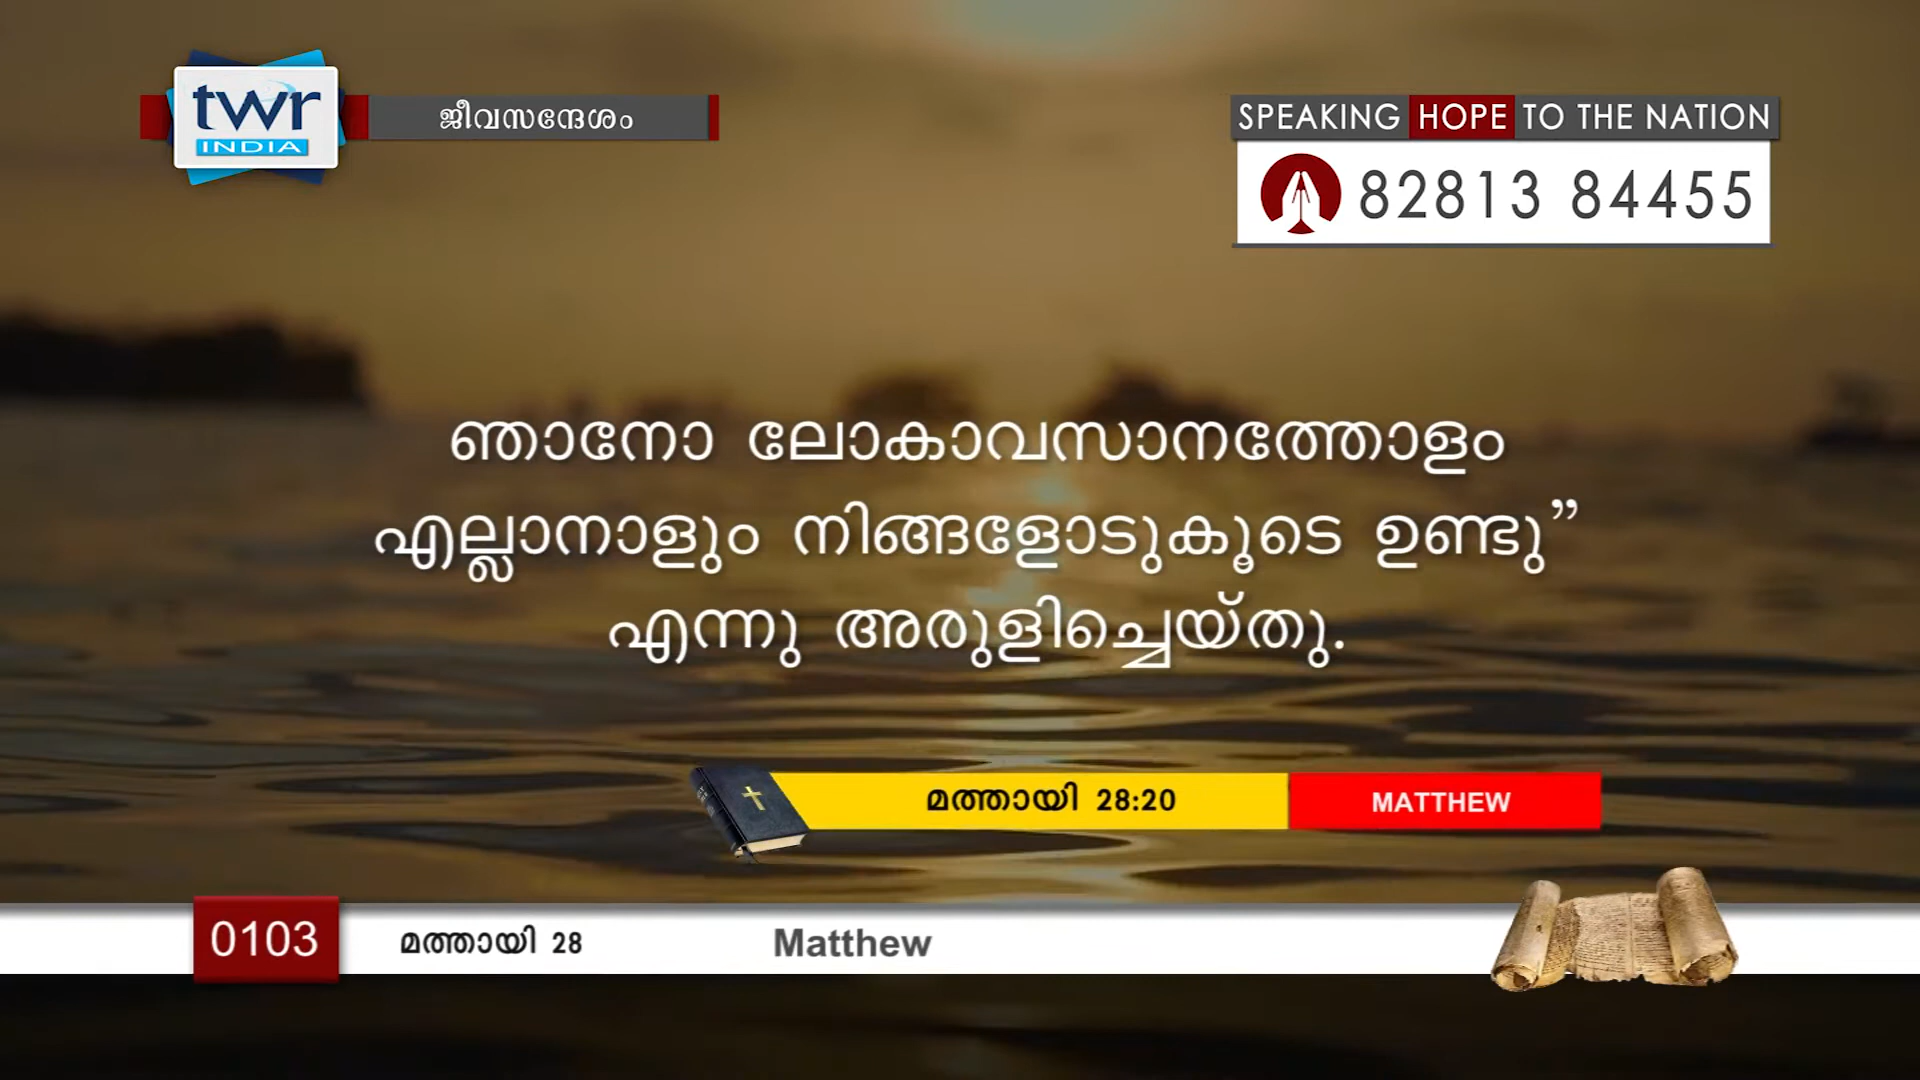 twr
INDIA
ജീവസന്ദേശം
SPEAKING HOPE TO THE NATION
82813 84455
ഞാനോ ലോകാവസാനത്തോളം
എല്ലാനാളും നിങ്ങളോടുകൂടെ ഉണ്ടു”
എന്നു അരുളിച്ചെയ്തു.
മത്തായി 28:20
MATTHEW
0103
മത്തായി 28
Matthew